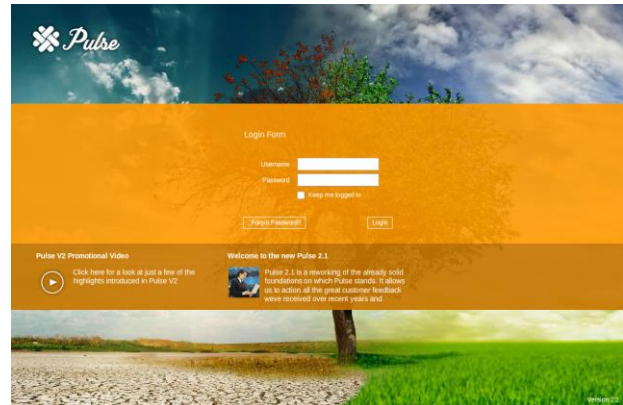 Pulse
Login Form
Username
Password
Keep me logged in
Forgot Password?
Login
Pulse V2 Promotional Video
Click here for a look at just a few of the
highlights introduced in Pulse V2
Welcome to the new Pulse 2.1
Pulse 2.1 is a reworking of the already solid
foundations on which Pulse stands. It allows
us to action all the great customer feedback
weve received over recent years and
Version 2.1